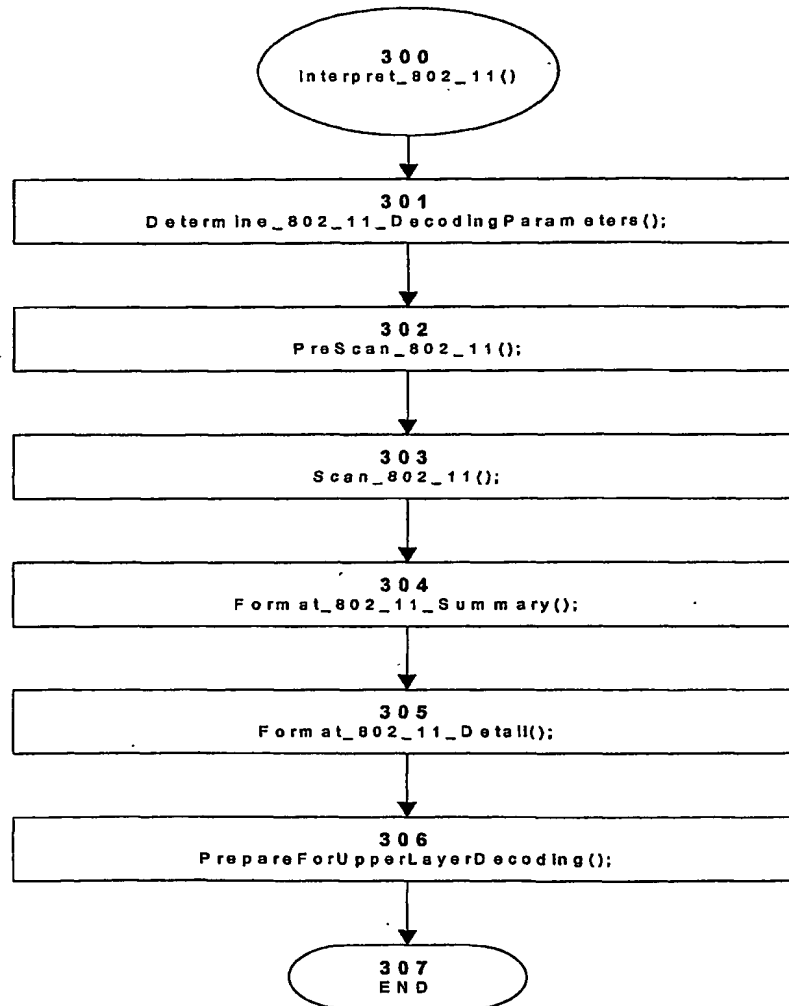 300
Interpret_802_11()
301
Determine_802_11_DecodingParameters();
302
PreScan_802_11();
303
Scan_802_11();
304
Format_802_11_Summary();
305
Format_802_11_Detail();
306
PrepareForUpperLayerDecoding();
307
END